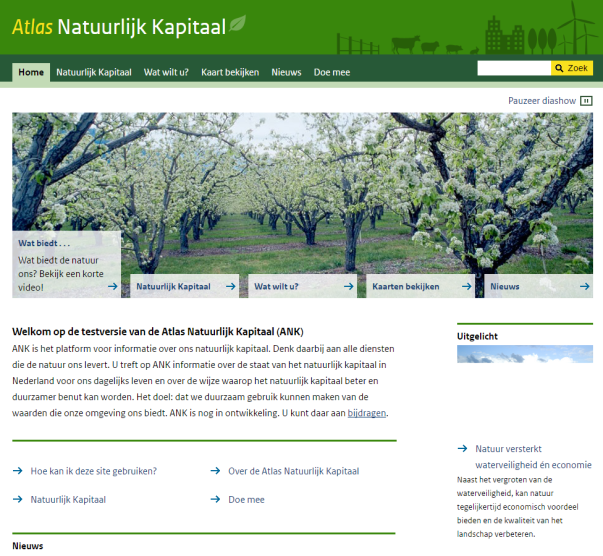 Atlas Natuurlijk Kapitaal
Home Natuurlijk Kapitaal Wat wilt u? Kaart bekijken Nieuws Doe mee
Zoek
Pauzeer diashow
Wat biedt . . .
Wat biedt de natuur
ons? Bekijk een korte
video!
Natuurlijk Kapitaal
Wat wilt u?
Kaarten bekijken
Nieuws
Welkom op de testversie van de Atlas Natuurlijk Kapitaal (ANK)
ANK is het platform voor informatie over ons natuurlijk kapitaal. Denk daarbij aan alle diensten
die de natuur ons levert. U treft op ANK informatie over de staat van het natuurlijk kapitaal in
Nederland voor ons dagelijks leven en over de wijze waarop het natuurlijk kapitaal beter en
duurzamer benut kan worden. Het doel: dat we duurzaam gebruik kunnen maken van de
waarden die onze omgeving ons biedt. ANK is nog in ontwikkeling. U kunt daar aan bijdragen.
Hoe kan ik deze site gebruiken?
Over de Atlas Natuurlijk Kapitaal
Natuurlijk Kapitaal
Doe mee
Nieuws
Uitgelicht
Natuur versterkt
waterveiligheid én economie
Naast het vergroten van de
waterveiligheid, kan natuur
tegelijkertijd economisch voordeel
bieden en de kwaliteit van het
landschap verbeteren.